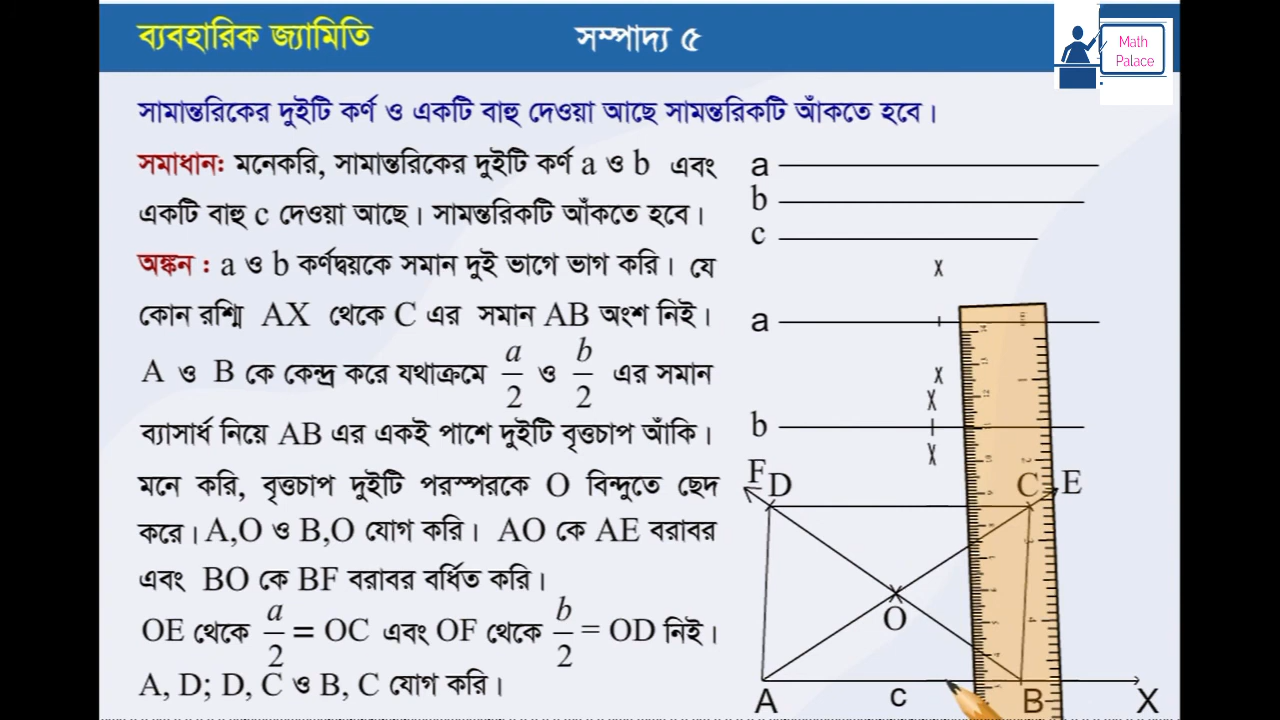 ব্যবহারিক জ্যামিতি
সম্পাদ্য ৫
Math
Palace
সামান্তরিকের দুইটি কর্ণ ও একটি বাহু দেওয়া আছে সামন্তরিকটি আঁকতে হবে।
সমাধান: মনেকরি, সামান্তরিকের দুইটি কর্ণ a ও b এবং
একটি বাহু c দেওয়া আছে। সামন্তরিকটি আঁকতে হবে।
অঙ্কন : a ও b কর্ণদ্বয়কে সমান দুই ভাগে ভাগ করি। যে
কোন রশ্মি AX থেকে C এর সমান AB অংশ নিই।
A ও B কে কেন্দ্র করে যথাক্রমে a/2 ও b/2 এর সমান
ব্যাসার্ধ নিয়ে AB এর একই পাশে দুইটি বৃত্তচাপ আঁকি।
মনে করি, বৃত্তচাপ দুইটি পরস্পরকে O বিন্দুতে ছেদ
করে। A,O ও B,O যোগ করি। AO কে AE বরাবর
এবং BO কে BF বরাবর বর্ধিত করি।
OE থেকে a/2 = OC এবং OF থেকে b/2 = OD নিই।
A, D; D, C ও B, C যোগ করি।
a
b
c
a
b
F D C E
O
A c B X